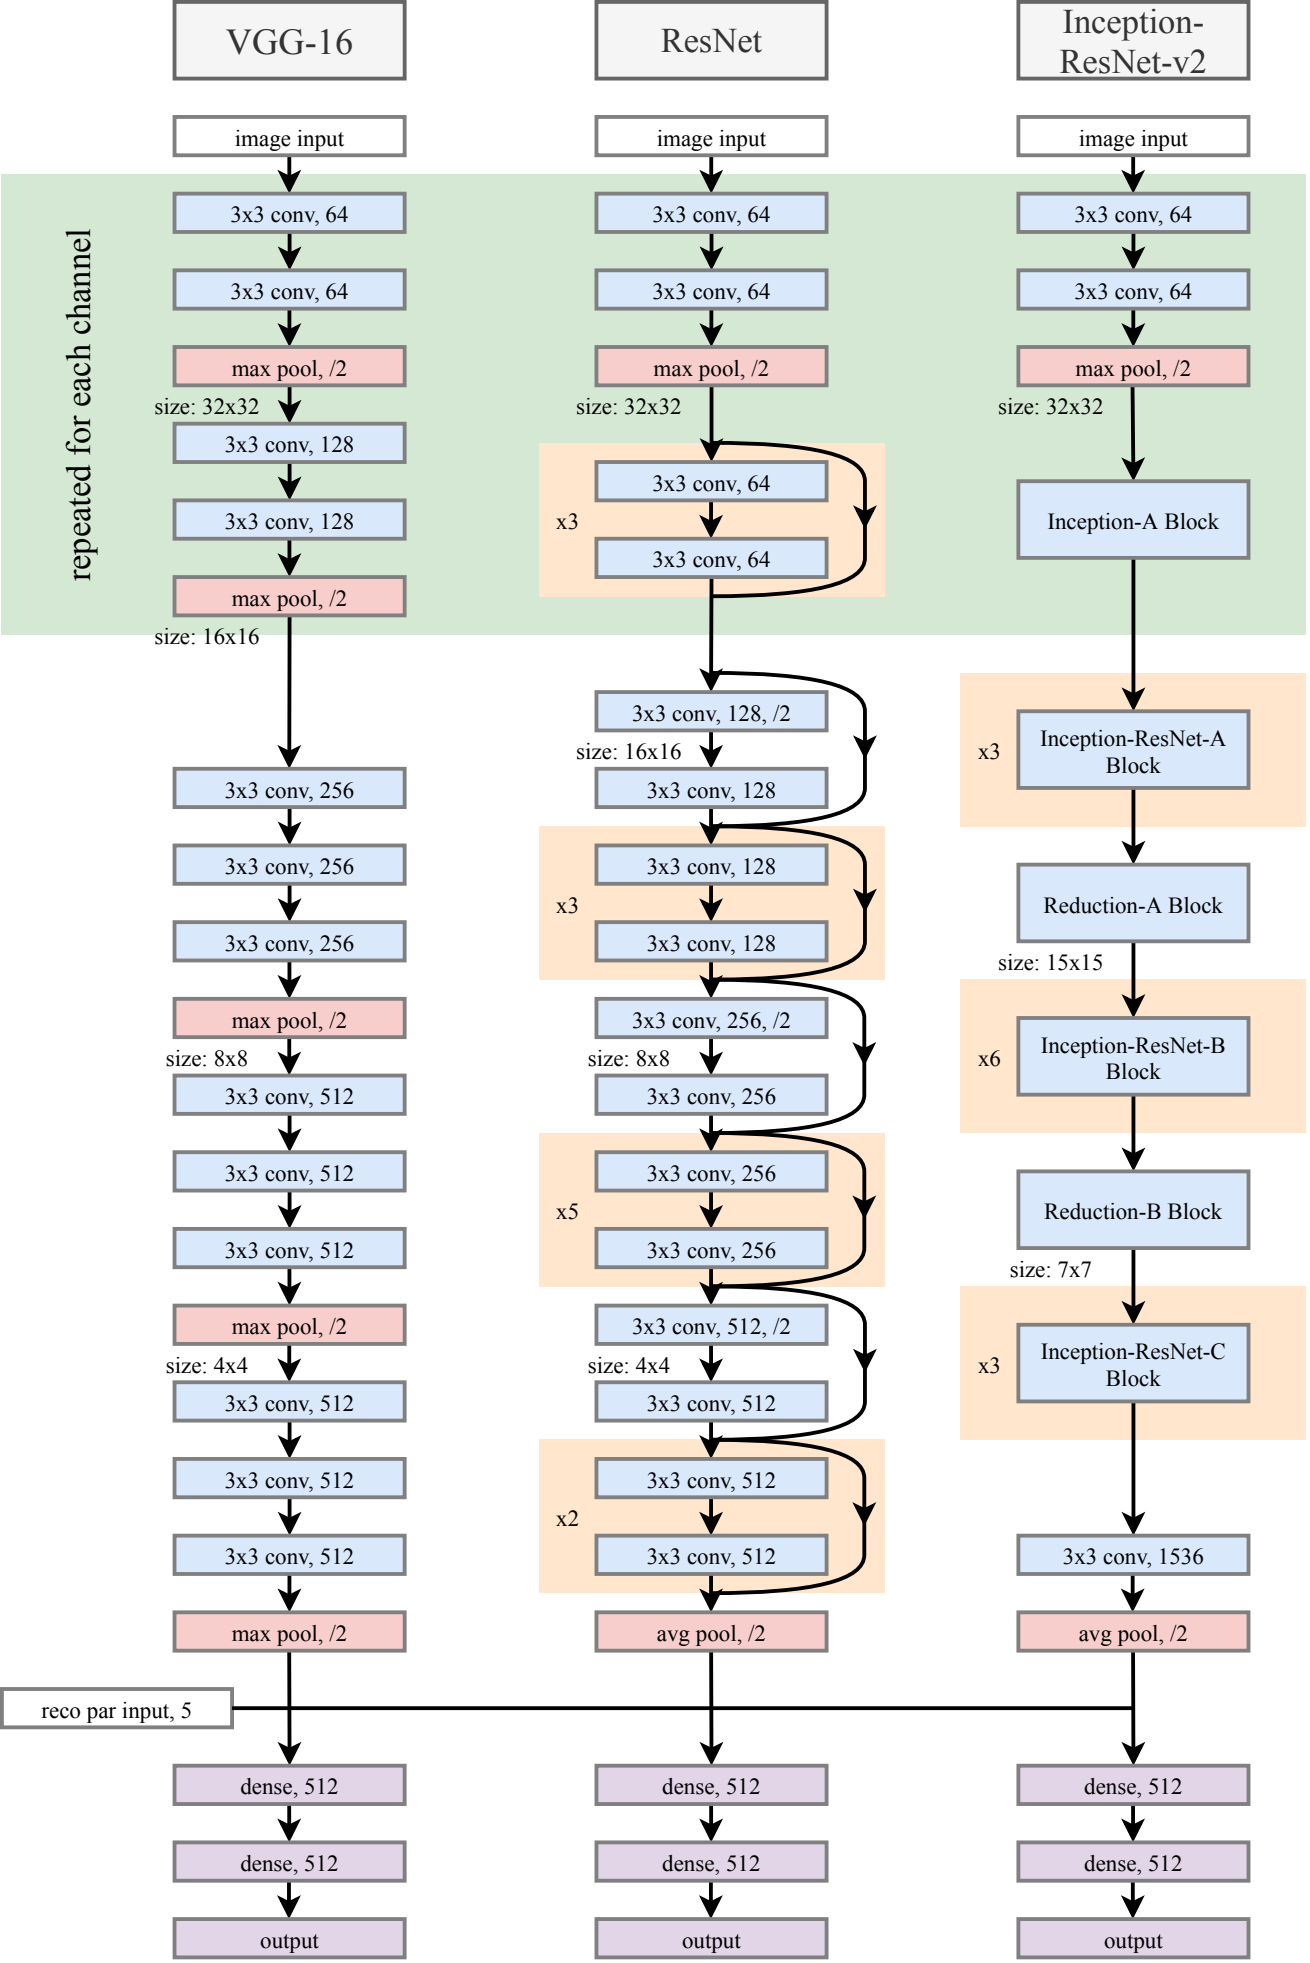 VGG-16
ResNet
Inception-
ResNet-v2
repeated for each channel
image input
3x3 conv, 64
3x3 conv, 64
max pool, /2
size: 32x32
3x3 conv, 128
3x3 conv, 128
max pool, /2
size: 16x16
3x3 conv, 256
3x3 conv, 256
3x3 conv, 256
max pool, /2
size: 8x8
3x3 conv, 512
3x3 conv, 512
3x3 conv, 512
max pool, /2
size: 4x4
3x3 conv, 512
3x3 conv, 512
3x3 conv, 512
max pool, /2
reco par input, 5
dense, 512
dense, 512
output
image input
3x3 conv, 64
3x3 conv, 64
max pool, /2
size: 32x32
x3
3x3 conv, 64
3x3 conv, 64
3x3 conv, 128, /2
size: 16x16
3x3 conv, 128
x3
3x3 conv, 128
3x3 conv, 128
3x3 conv, 256, /2
size: 8x8
3x3 conv, 256
x5
3x3 conv, 256
3x3 conv, 256
3x3 conv, 512, /2
size: 4x4
3x3 conv, 512
x2
3x3 conv, 512
3x3 conv, 512
avg pool, /2
dense, 512
dense, 512
output
image input
3x3 conv, 64
3x3 conv, 64
max pool, /2
size: 32x32
Inception-A Block
x3
Inception-ResNet-A
Block
Reduction-A Block
size: 15x15
x6
Inception-ResNet-B
Block
Reduction-B Block
size: 7x7
x3
Inception-ResNet-C
Block
3x3 conv, 1536
avg pool, /2
dense, 512
dense, 512
output